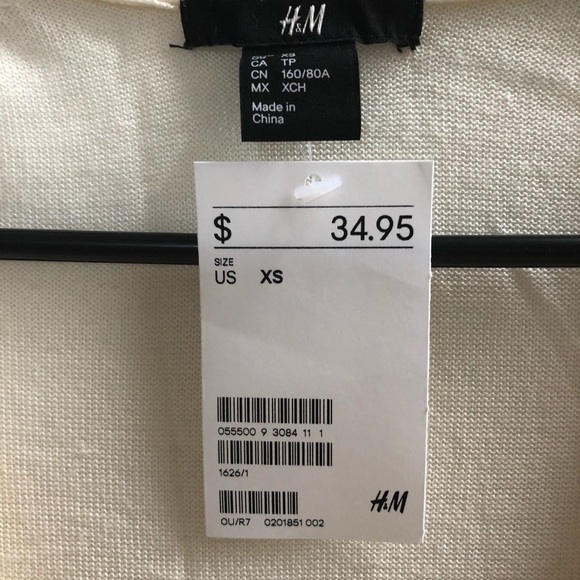 H&M
XS
CA TP
CN 160/80A
MX XCH
Made in
China
$ 34.95
SIZE
US XS
055500 9 3084 11 1
1626/1
OU/R7 0201851 002
H&M